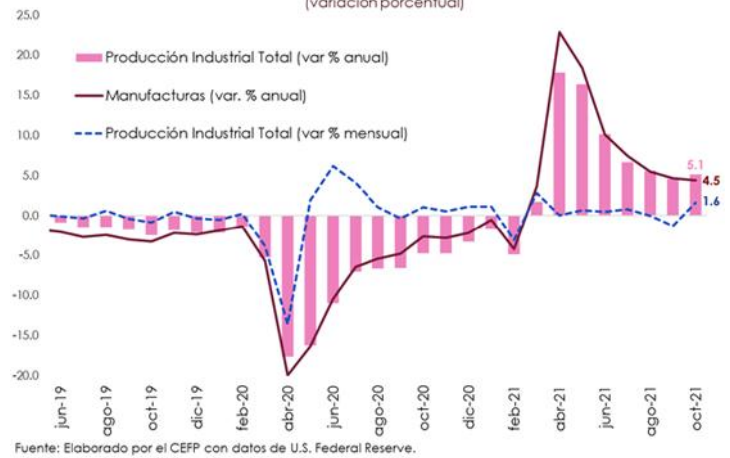 (variación porcentual)
25.0
20.0
15.0
10.0
5.0
0.0
-5.0
-10.0
-15.0
-20.0
Producción Industrial Total (var % anual)
Manufacturas (var. % anual)
Producción Industrial Total (var % mensual)
5.1
4.5
1.6
jun-19
ago-19
oct-19
dic-19
feb-20
abr-20
jun-20
ago-20
oct-20
dic-20
feb-21
abr-21
jun-21
ago-21
oct-21
Fuente: Elaborado por el CEFP con datos de U.S. Federal Reserve.